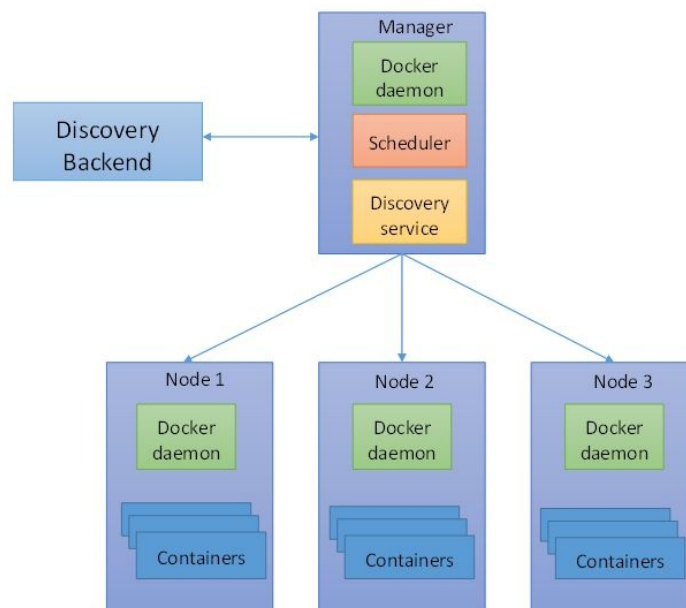 Manager
Docker
daemon
Discovery
Backend
Scheduler
Discovery
service
Node 1
Node 2
Node 3
Docker
daemon
Docker
daemon
Docker
daemon
Containers
Containers
Containers